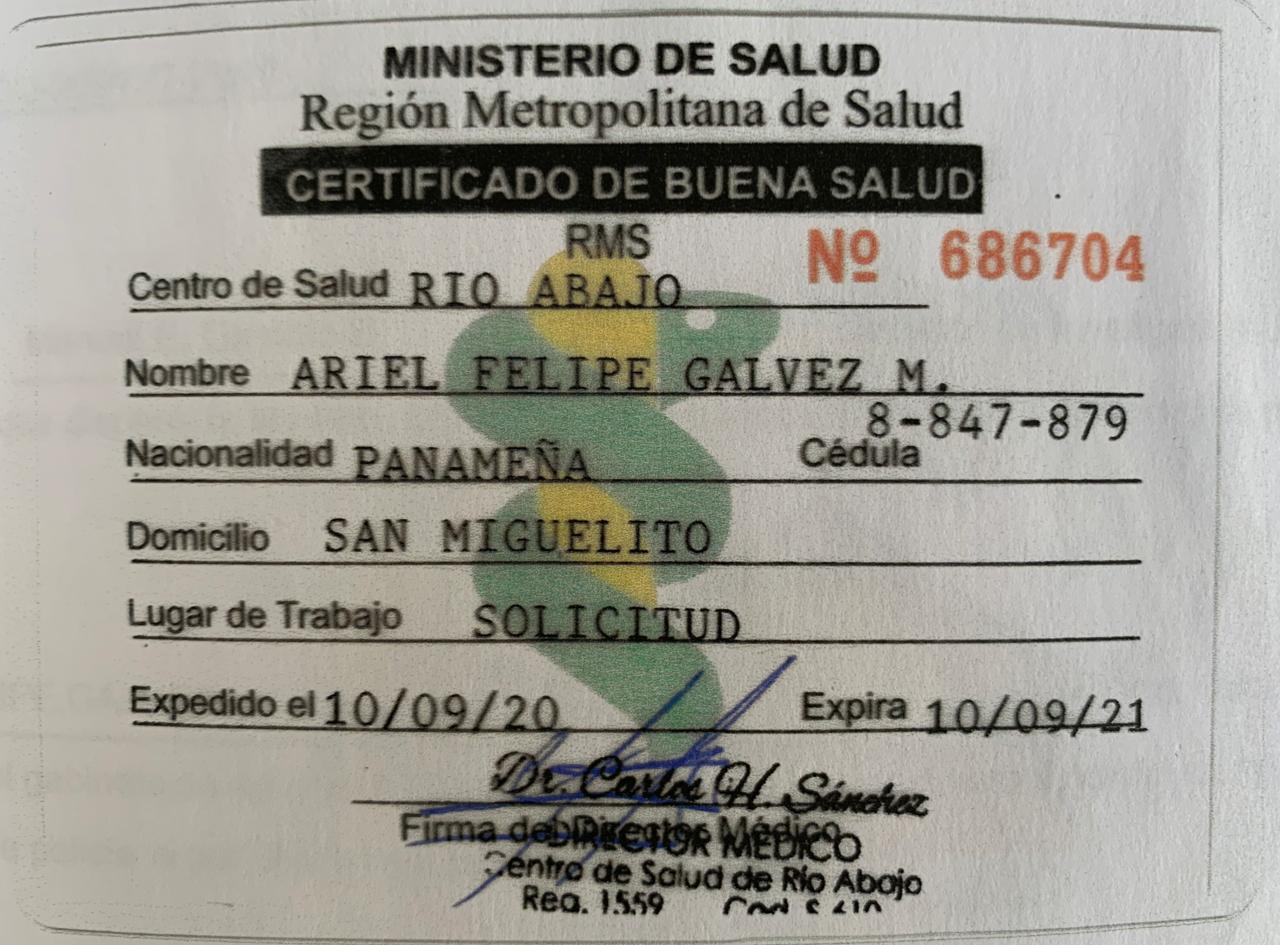 MINISTERIO DE SALUD
Región Metropolitana de Salud
CERTIFICADO DE BUENA SALUD
RMS
Nº 686704
Centro de Salud RIO ABAJO
Nombre ARIEL FELIPE GALVEZ M.
8-847-879
Nacionalidad PANAMEÑA Cédula
Domicilio SAN MIGUELITO
Lugar de Trabajo SOLICITUD
Expedido el 10/09/20 Expira 10/09/21
Dr. Carlos H. Sánchez
Firma del Director Médico
DIRECTOR MEDICO
Centro de Salud de Río Abajo
Reg. 1559